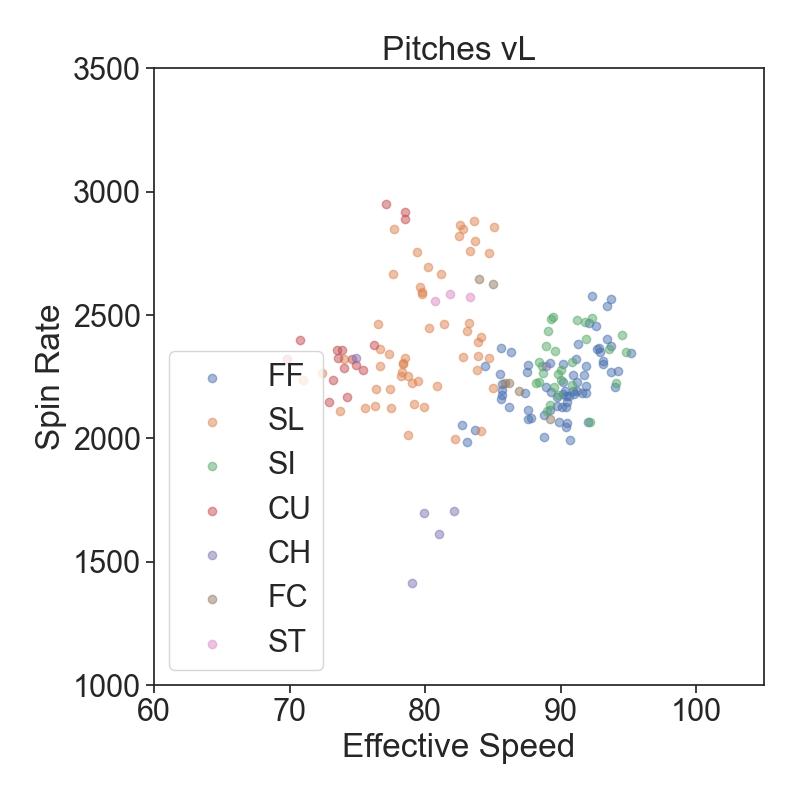 Pitches vL
3500
3000
2500
2000
1500
1000
Spin Rate
FF
SL
SI
CU
CH
FC
ST
60 70 80 90 100
Effective Speed